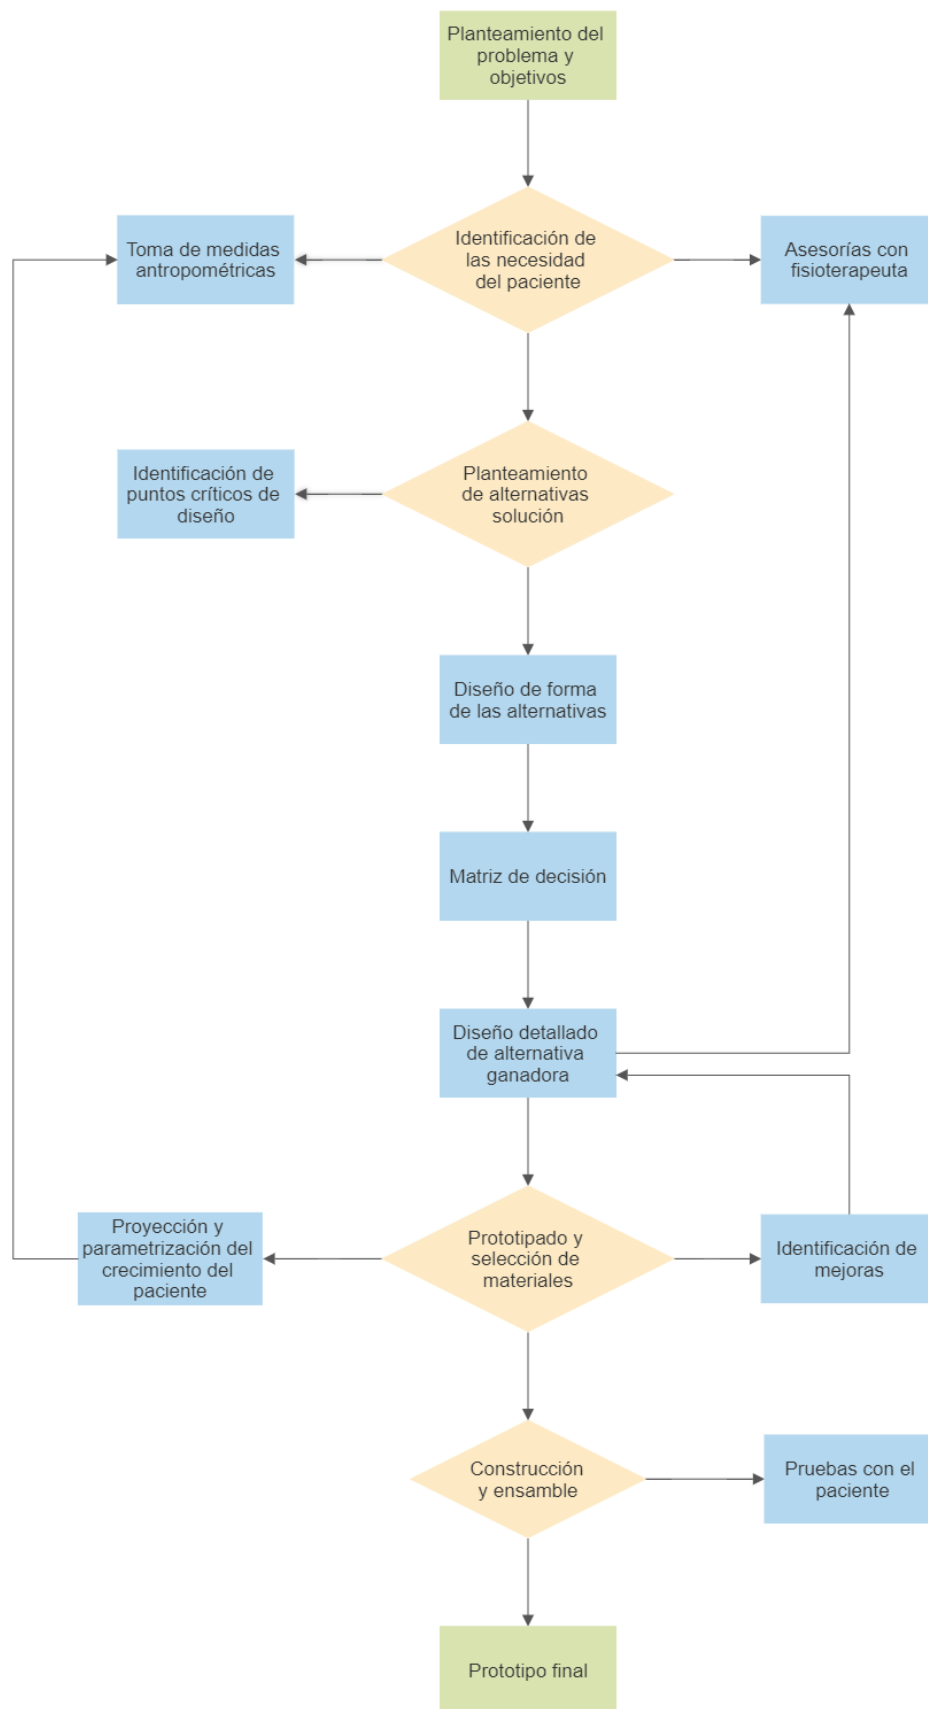 Planteamiento del
problema y
objetivos
Toma de medidas
antropométricas
Identificación de
las necesidad
del paciente
Asesorías con
fisioterapeuta
Identificación de
puntos críticos de
diseño
Planteamiento
de alternativas
solución
Diseño de forma
de las alternativas
Matriz de decisión
Diseño detallado
de alternativa
ganadora
Proyección y
parametrización del
crecimiento del
paciente
Prototipado y
selección de
materiales
Identificación de
mejoras
Construcción
y ensamble
Pruebas con el
paciente
Prototipo final